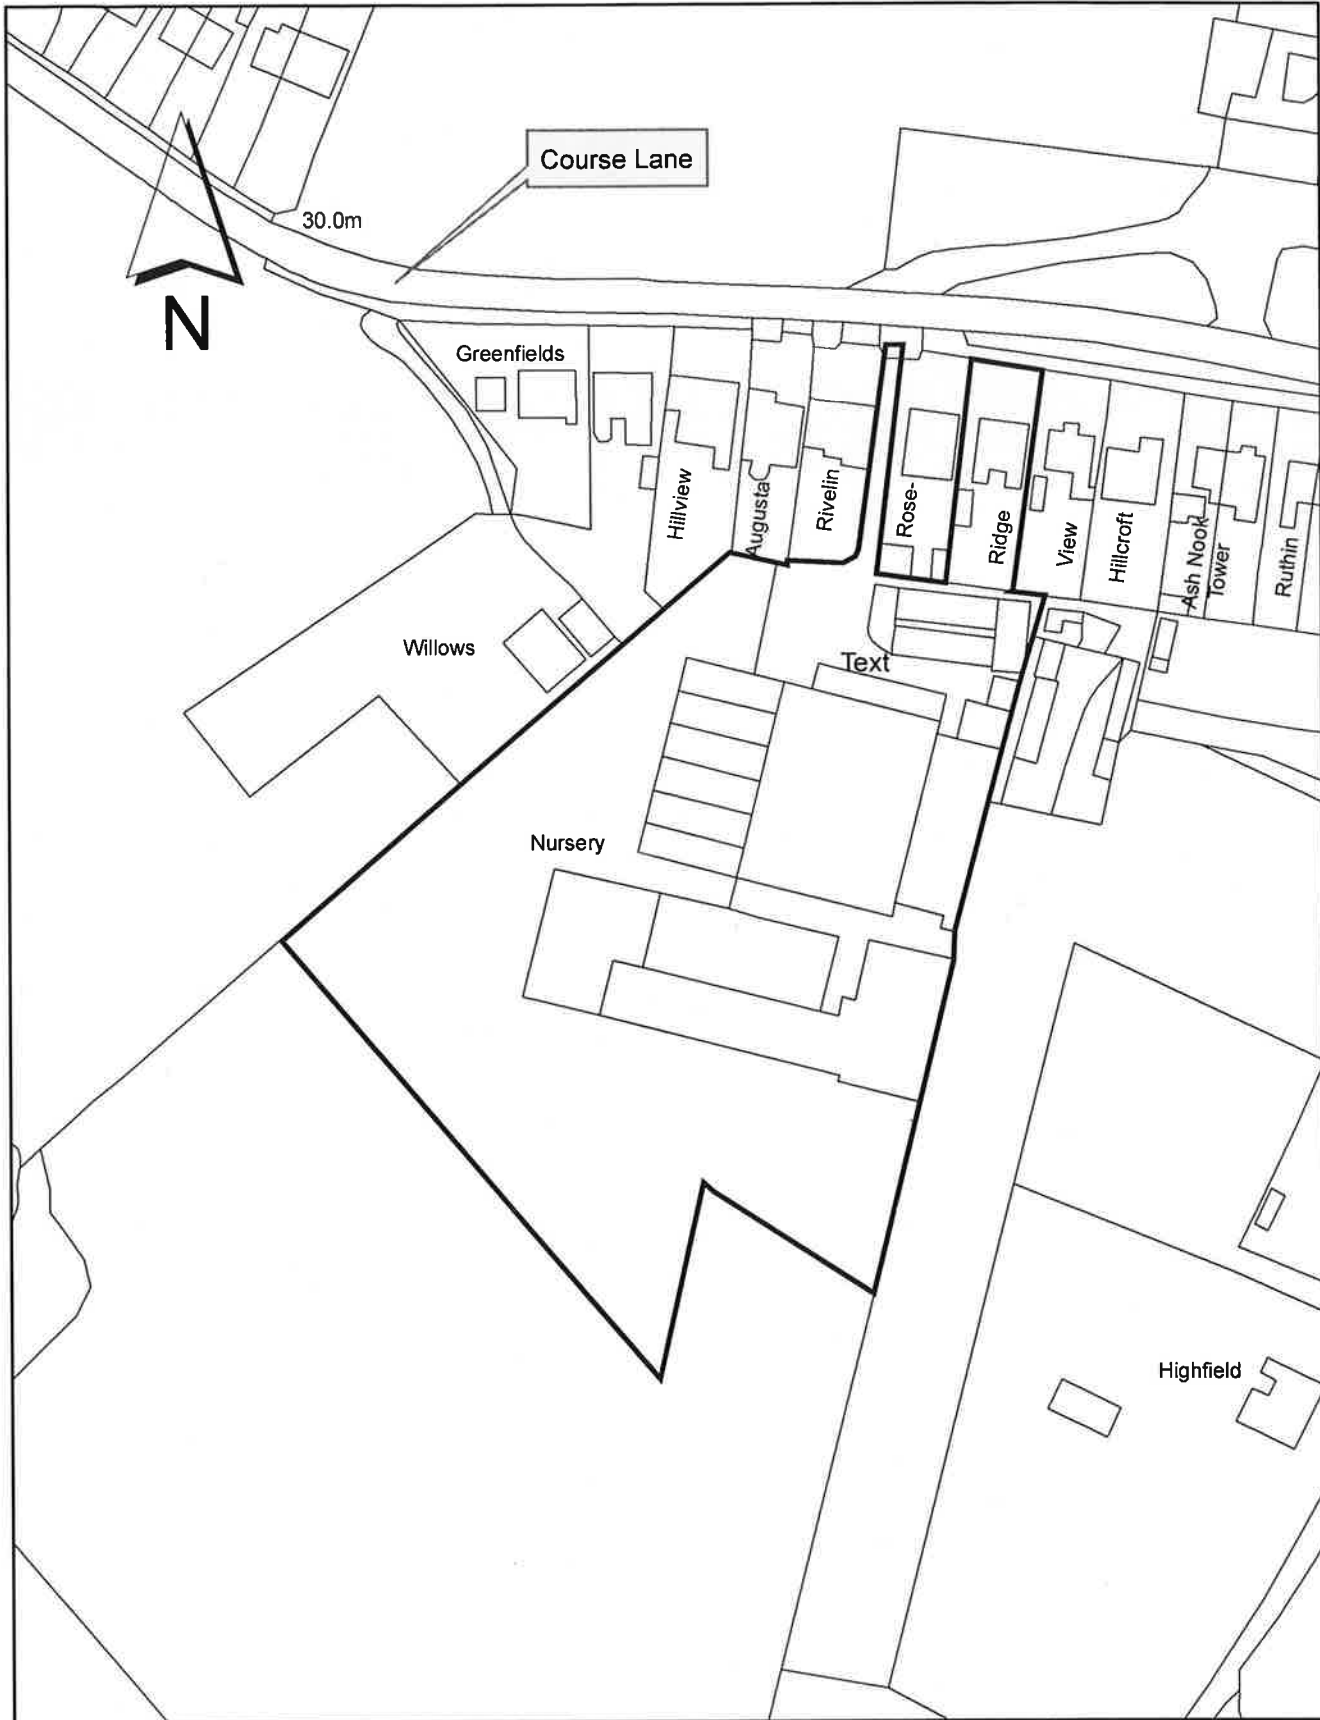 Course Lane
30.0m
N
Greenfields
Hillview
Augusta
Rivelin
Rose-
Ridge
View
Hillcroft
Ash Nook
Tower
Ruthin
Willows
Text
Nursery
Highfield